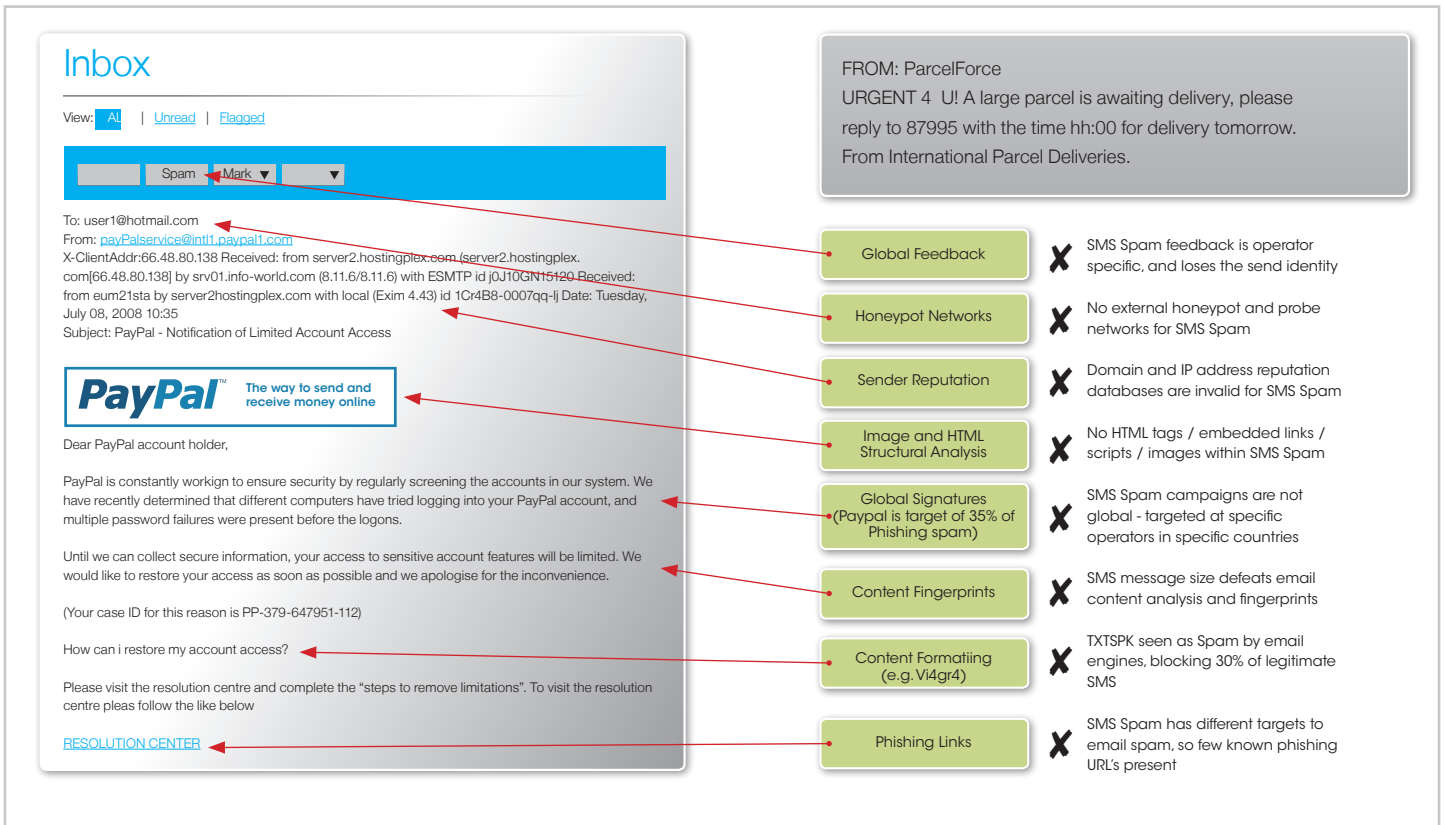 Inbox
View: AL | Unread | Flagged
Spam Mark
To: user1@hotmail.com
From: payPalservice@intl1.paypal1.com
X-ClientAddr:66.48.80.138 Received: from server2.hostingplex.com (server2.hostingplex.
com[66.48.80.138] by srv01.info-world.com (8.11.6/8.11.6) with ESMTP id j0J10GN15120 Received:
from eum21sta by server2hostingplex.com with local (Exim 4.43) id 1Cr4B8-0007qq-lj Date: Tuesday,
July 08, 2008 10:35
Subject: PayPal - Notification of Limited Account Access
PayPal™ The way to send and
receive money online
Dear PayPal account holder,
PayPal is constantly workign to ensure security by regularly screening the accounts in our system. We
have recently determined that different computers have tried logging into your PayPal account, and
multiple password failures were present before the logons.
Until we can collect secure information, your access to sensitive account features will be limited. We
would like to restore your access as soon as possible and we apologise for the inconvenience.
(Your case ID for this reason is PP-379-647951-112)
How can i restore my account access?
Please visit the resolution centre and complete the “steps to remove limitations”. To visit the resolution
centre pleas follow the like below
RESOLUTION CENTER
FROM: ParcelForce
URGENT 4 U! A large parcel is awaiting delivery, please
reply to 87995 with the time hh:00 for delivery tomorrow.
From International Parcel Deliveries.
Global Feedback
✘ SMS Spam feedback is operator
specific, and loses the send identity
Honeypot Networks
✘ No external honeypot and probe
networks for SMS Spam
Sender Reputation
✘ Domain and IP address reputation
databases are invalid for SMS Spam
Image and HTML
Structural Analysis
✘ No HTML tags / embedded links /
scripts / images within SMS Spam
Global Signatures
(Paypal is target of 35% of
Phishing spam)
✘ SMS Spam campaigns are not
global - targeted at specific
operators in specific countries
Content Fingerprints
✘ SMS message size defeats email
content analysis and fingerprints
Content Formatiing
(e.g. Vi4gr4)
✘ TXTSPK seen as Spam by email
engines, blocking 30% of legitimate
SMS
Phishing Links
✘ SMS Spam has different targets to
email spam, so few known phishing
URL's present